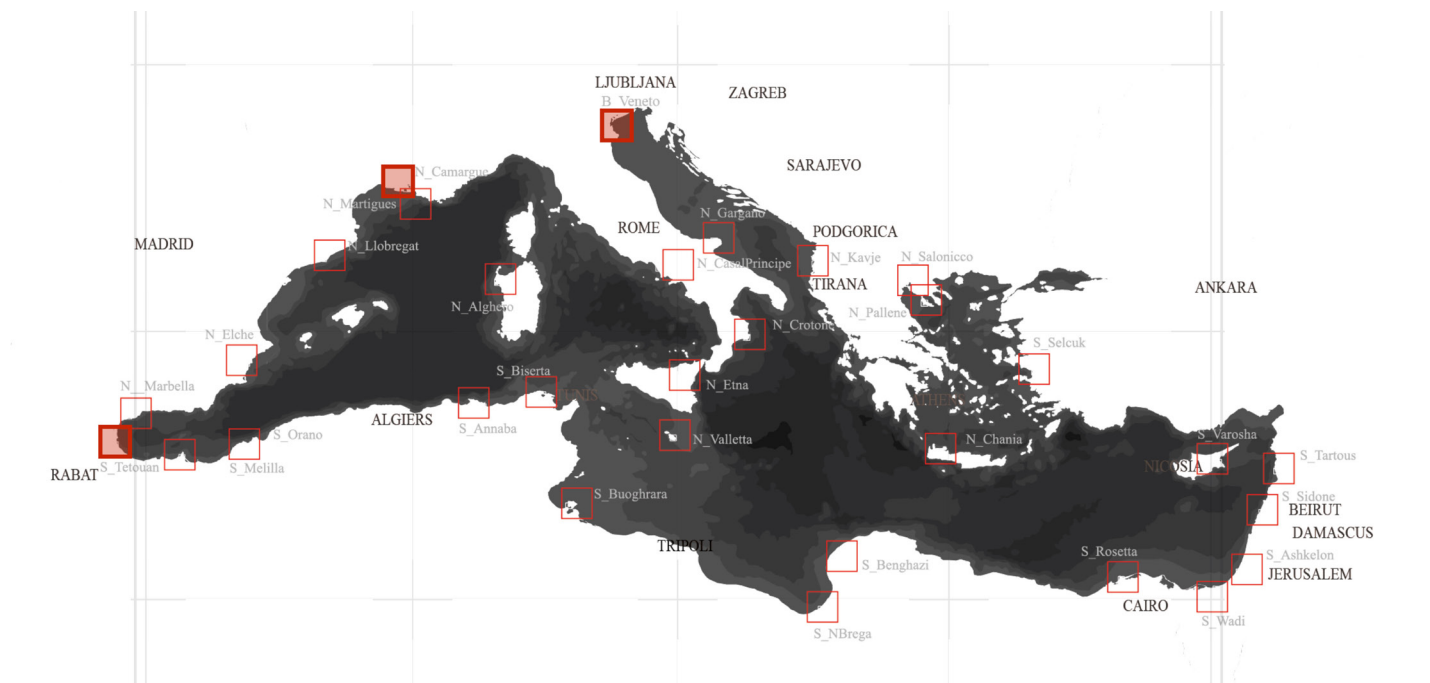 LJUBLJANA
ZAGREB
B_Veneto
SARAJEVO
N_Camargue
N_Martigues
N_Gargano
ROME
PODGORICA
MADRID
N_Llobregat
N_Kavje
N_Salonicco
N_CasalPrincipe
TIRANA
ANKARA
N_Alghero
N_Pallene
N_Crotone
N_Elche
S_Selcuk
S_Biserta
N__Marbella
N_Etna
TUNIS
ATHENS
ALGIERS
S_Annaba
S_Orano
N_Valletta
N_Chania
S_Varosha
S_Tartous
RABAT
S_Tetouan
S_Melilla
NICOSIA
S_Buoghrara
S_Sidone
BEIRUT
DAMASCUS
TRIPOLI
S_Rosetta
S_Ashkelon
S_Benghazi
JERUSALEM
CAIRO
S_Wadi
S_NBrega